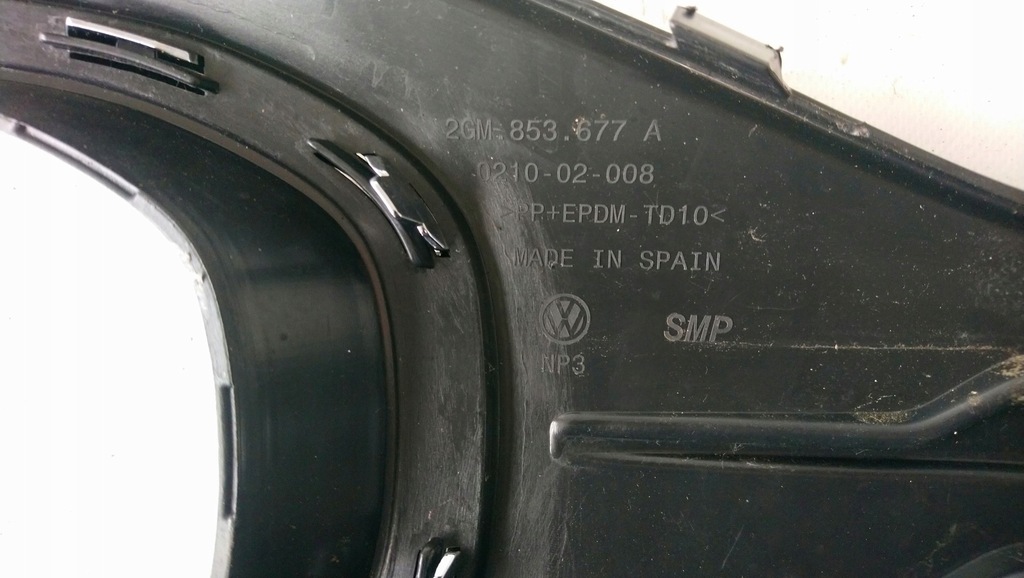 2GM 853.677 A
0210-02-008
>PP+EPDM-TD10<
MADE IN SPAIN
SMP
NP3